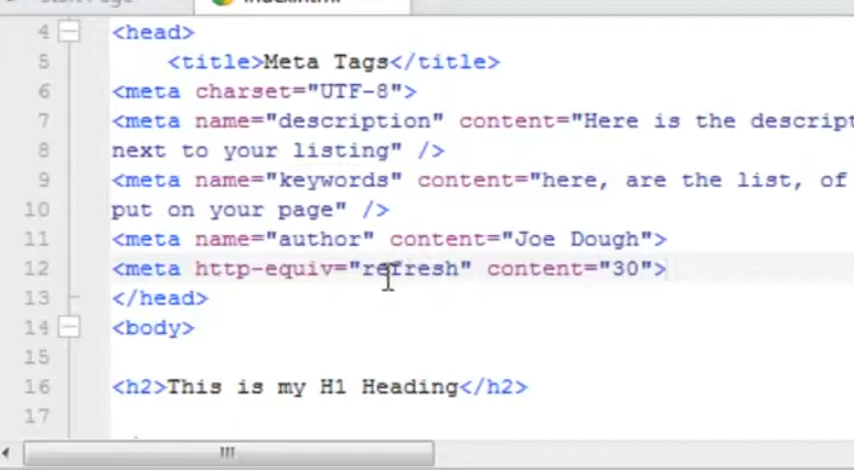 4 <head>
5 <title>Meta Tags</title>
6 <meta charset="UTF-8">
7 <meta name="description" content="Here is the descript
8 next to your listing" />
9 <meta name="keywords" content="here, are the list, of
10 put on your page" />
11 <meta name="author" content="Joe Dough">
12 <meta http-equiv="refresh" content="30">
13 </head>
14 <body>
15
16 <h2>This is my H1 Heading</h2>
17